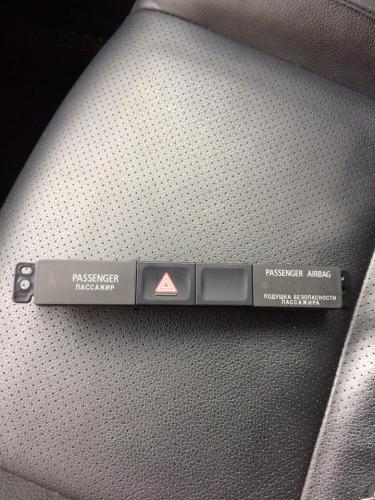 PASSENGER
ПАССАЖИР
PASSENGER AIRBAG
ПОДУШКА БЕЗОПАСНОСТИ
ПАССАЖИРА